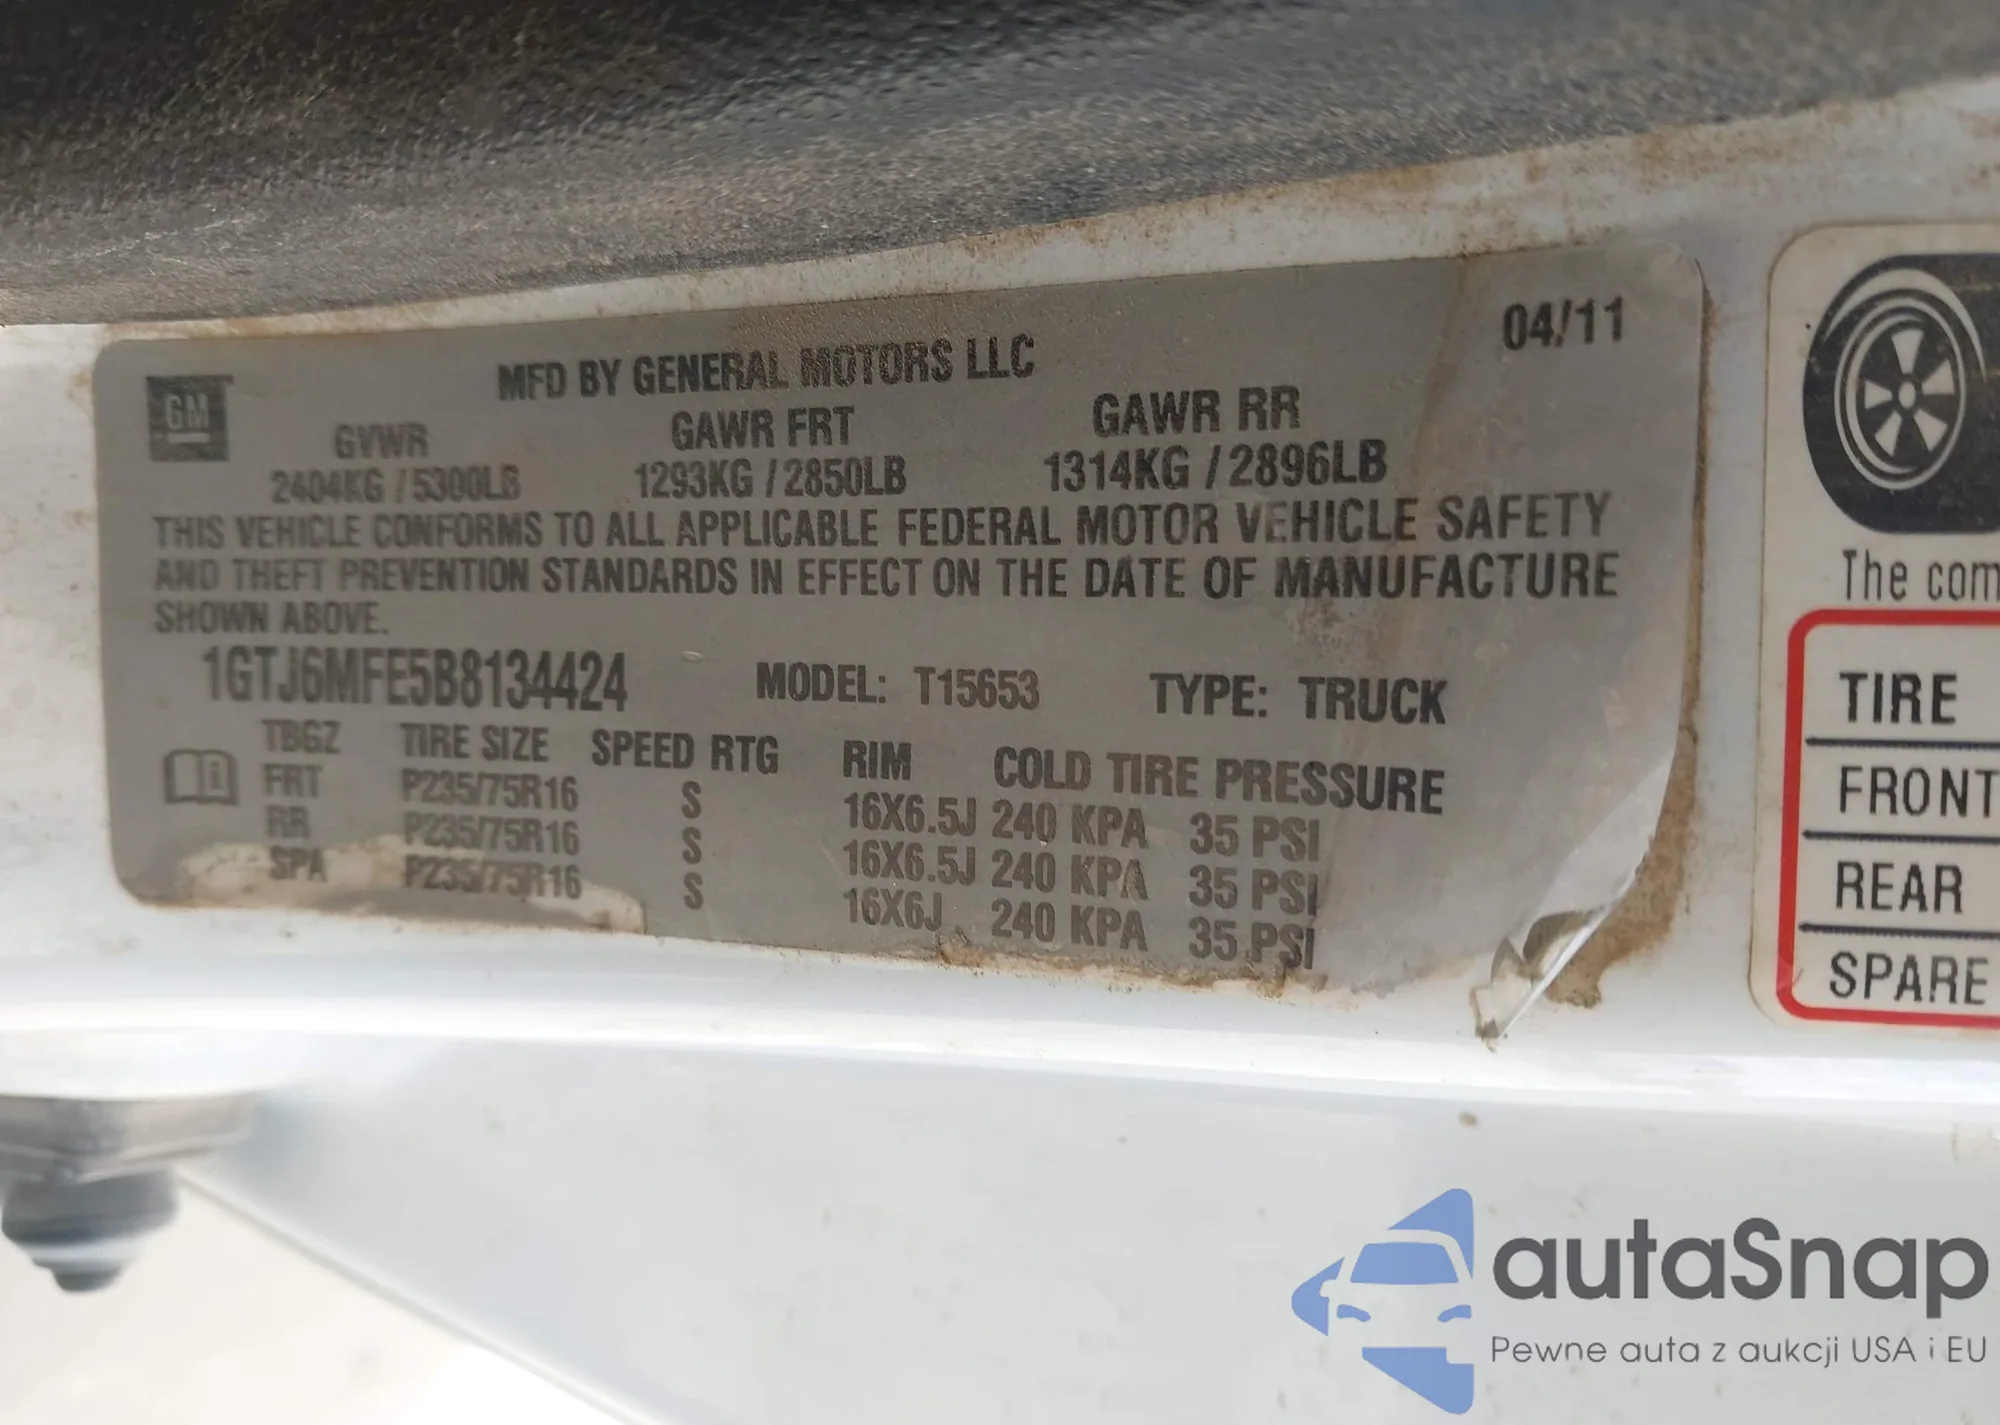 04/11
GM
MFD BY GENERAL MOTORS LLC
GVWR GAWR FRT GAWR RR
2404KG / 5300LB 1293KG / 2850LB 1314KG / 2896LB
THIS VEHICLE CONFORMS TO ALL APPLICABLE FEDERAL MOTOR VEHICLE SAFETY
AND THEFT PREVENTION STANDARDS IN EFFECT ON THE DATE OF MANUFACTURE
SHOWN ABOVE.
1GTJ6MFE5B8134424 MODEL: T15653 TYPE: TRUCK
TBGZ TIRE SIZE SPEED RTG RIM COLD TIRE PRESSURE
FRT P235/75R16 S 16X6.5J 240 KPA 35 PSI
RR P235/75R16 S 16X6.5J 240 KPA 35 PSI
SPA P235/75R16 S 16X6J 240 KPA 35 PSI
The com
TIRE
FRONT
REAR
SPARE
autaSnap
Pewne auta z aukcji USA i EU